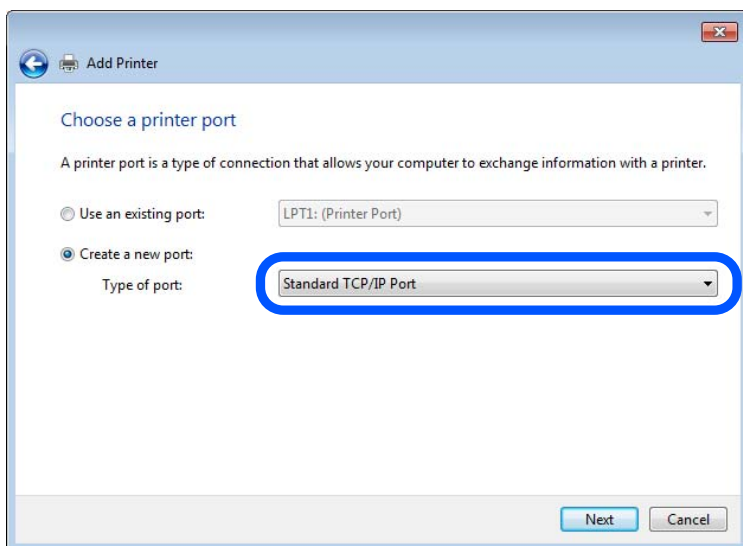 Add Printer
Choose a printer port
A printer port is a type of connection that allows your computer to exchange information with a printer.
Use an existing port: LPT1: (Printer Port)
Create a new port:
Type of port: Standard TCP/IP Port
Next Cancel